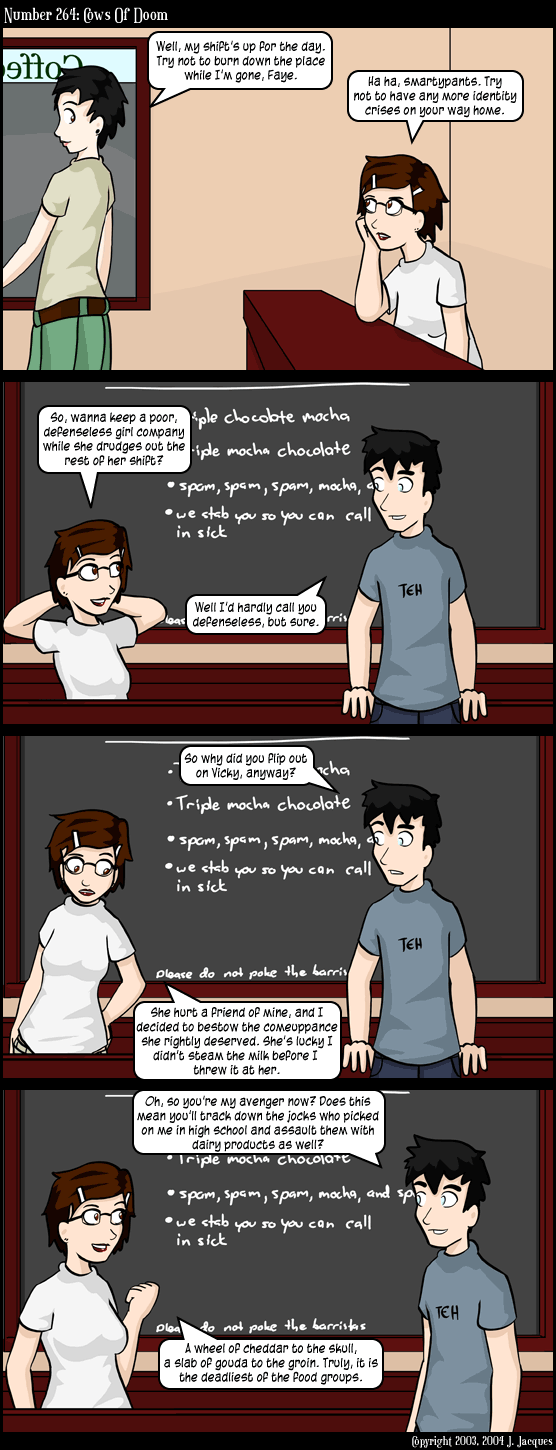 Number 264: Cows Of Doom
Coffee
Well, my shift's up for the day.
Try not to burn down the place
while I'm gone, Faye.
Ha ha, smartypants. Try
not to have any more identity
crises on your way home.
So, wanna keep a poor,
defenseless girl company
while she drudges out the
rest of her shift?
iple chocolate mocha
iple mocha chocolate
• spam, spam, spam, mocha, a
• we stab you so you can call
in sick
TEH
Well I'd hardly call you
defenseless, but sure.
leas
rris
So why did you flip out
on Vicky, anyway?
• T
cha
• Triple mocha chocolate
• spam, spam, spam, mocha, a
• we stab you so you can call
in sick
TEH
please do not poke the barris
She hurt a friend of mine, and I
decided to bestow the comeuppance
she rightly deserved. She's lucky I
didn't steam the milk before I
threw it at her.
Oh, so you're my avenger now? Does this
mean you'll track down the jocks who picked
on me in high school and assault them with
dairy products as well?
• Triple mocha chocolate
• spam, spam, spam, mocha, and sp
• we stab you so you can call
in sick
TEH
pleas do not poke the barristas
A wheel of cheddar to the skull,
a slab of gouda to the groin. Truly, it is
the deadliest of the food groups.
Copyright 2003, 2004 J. Jacques